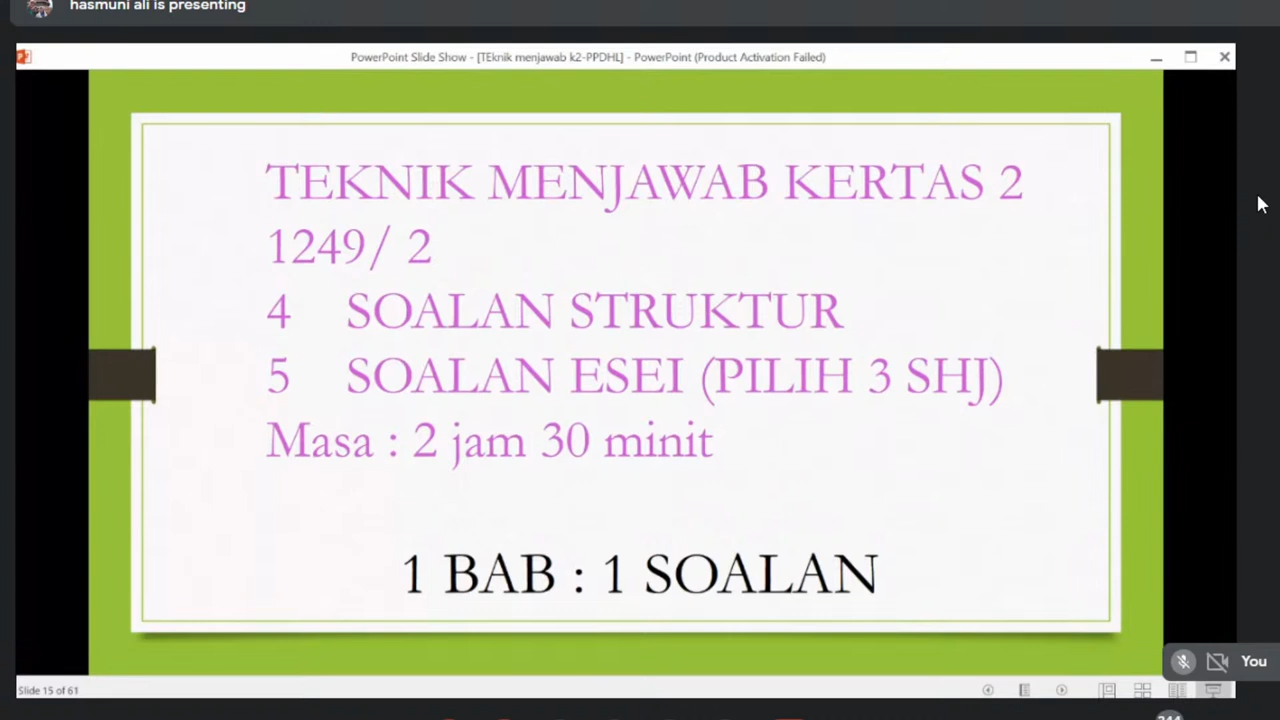 hasmuni ali is presenting
PowerPoint Slide Show - [TEknik menjawab k2-PPDHL] - PowerPoint (Product Activation Failed)
TEKNIK MENJAWAB KERTAS 2
1249/ 2
4 SOALAN STRUKTUR
5 SOALAN ESEI (PILIH 3 SHJ)
Masa : 2 jam 30 minit
1 BAB : 1 SOALAN
You
Slide 15 of 61